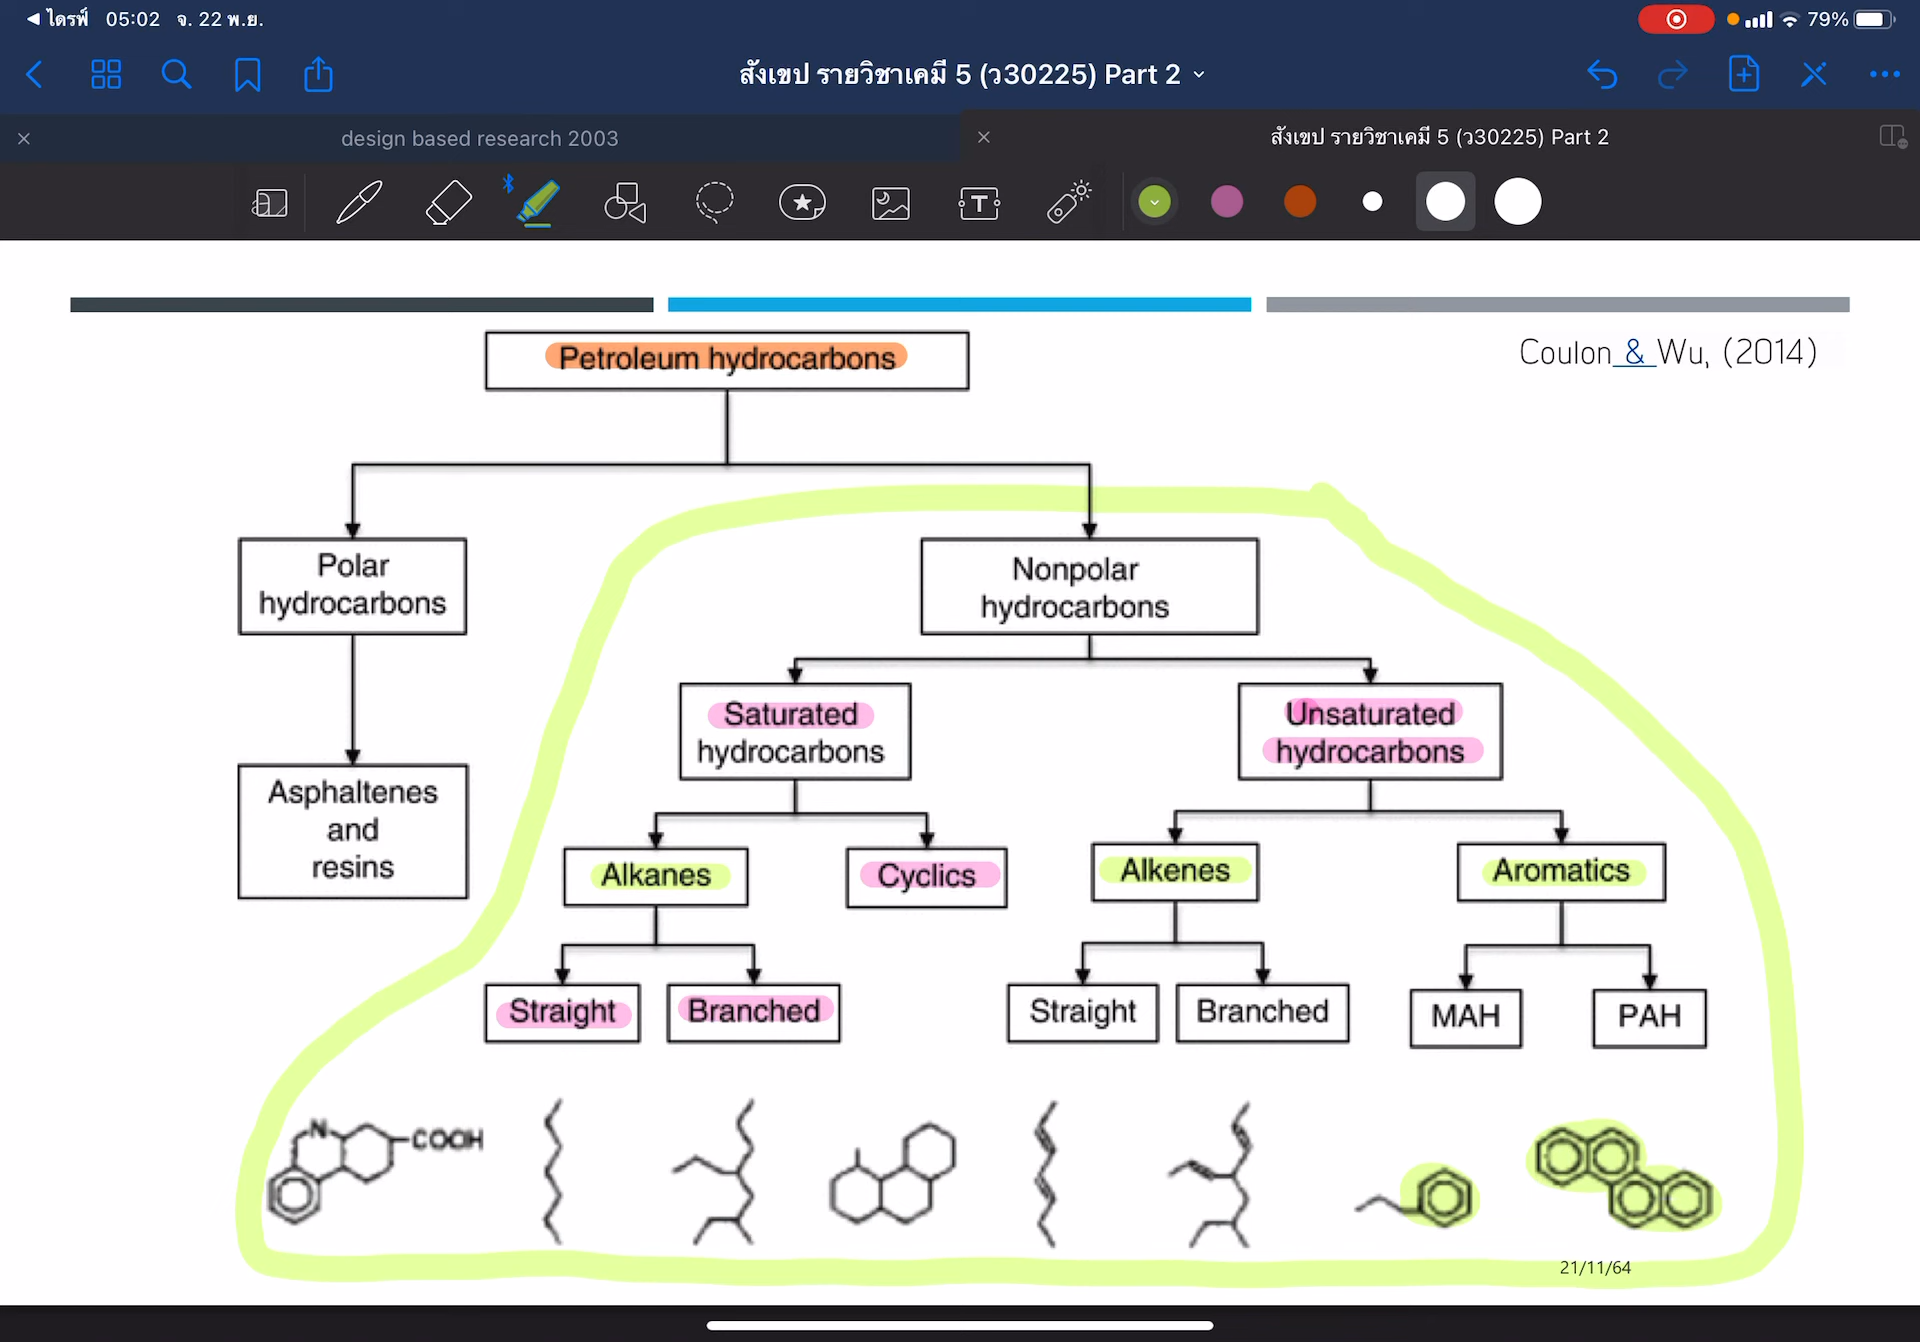 ไดรฟ์ 05:02 จ. 22 พ.ย.
79%
สังเขป รายวิชาเคมี 5 (ว30225) Part 2
design based research 2003
สังเขป รายวิชาเคมี 5 (ว30225) Part 2
T
Petroleum hydrocarbons
Coulon & Wu, (2014)
Polar
hydrocarbons
Nonpolar
hydrocarbons
Saturated
hydrocarbons
Unsaturated
hydrocarbons
Asphaltenes
and
resins
Alkanes
Cyclics
Alkenes
Aromatics
Straight
Branched
Straight
Branched
MAH
PAH
N
COOH
21/11/64